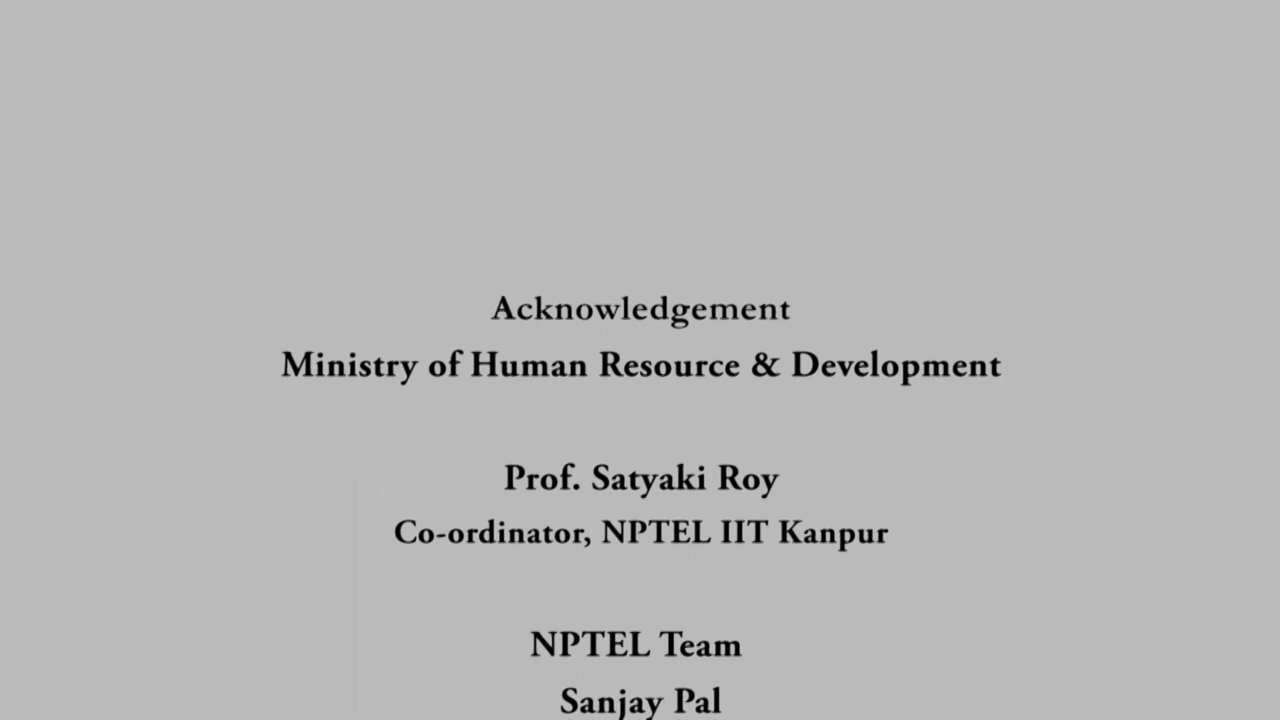 Acknowledgement
Ministry of Human Resource & Development
Prof. Satyaki Roy
Co-ordinator, NPTEL IIT Kanpur
NPTEL Team
Sanjay Pal